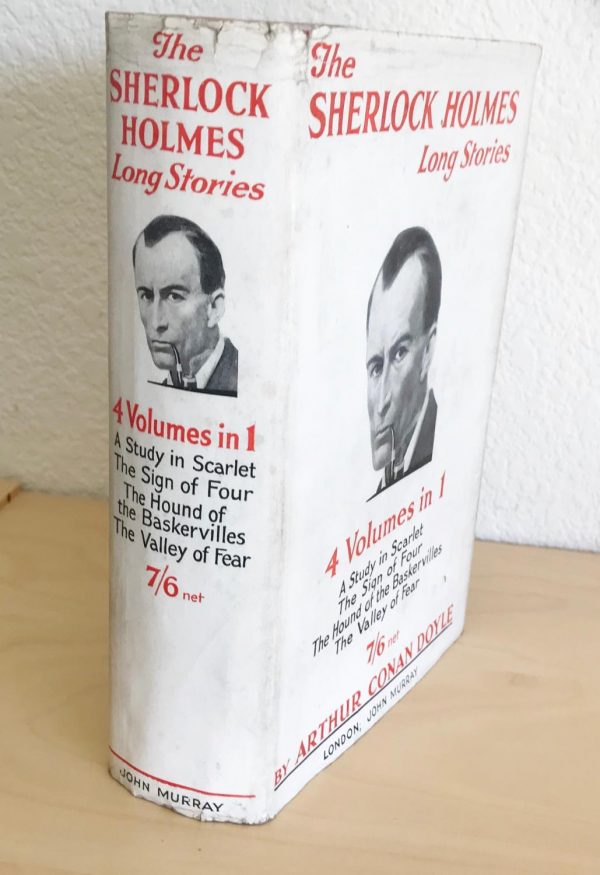 The
SHERLOCK
HOLMES
Long Stories
4 Volumes in 1
A Study in Scarlet
The Sign of Four
The Hound of
the Baskervilles
The Valley of Fear
7/6 net
JOHN MURRAY
The
SHERLOCK HOLMES
Long Stories
4 Volumes in 1
A Study in Scarlet
The Sign of Four
The Hound of the Baskervilles
The Valley of Fear
7/6 net
BY ARTHUR CONAN DOYLE
LONDON: JOHN MURRAY